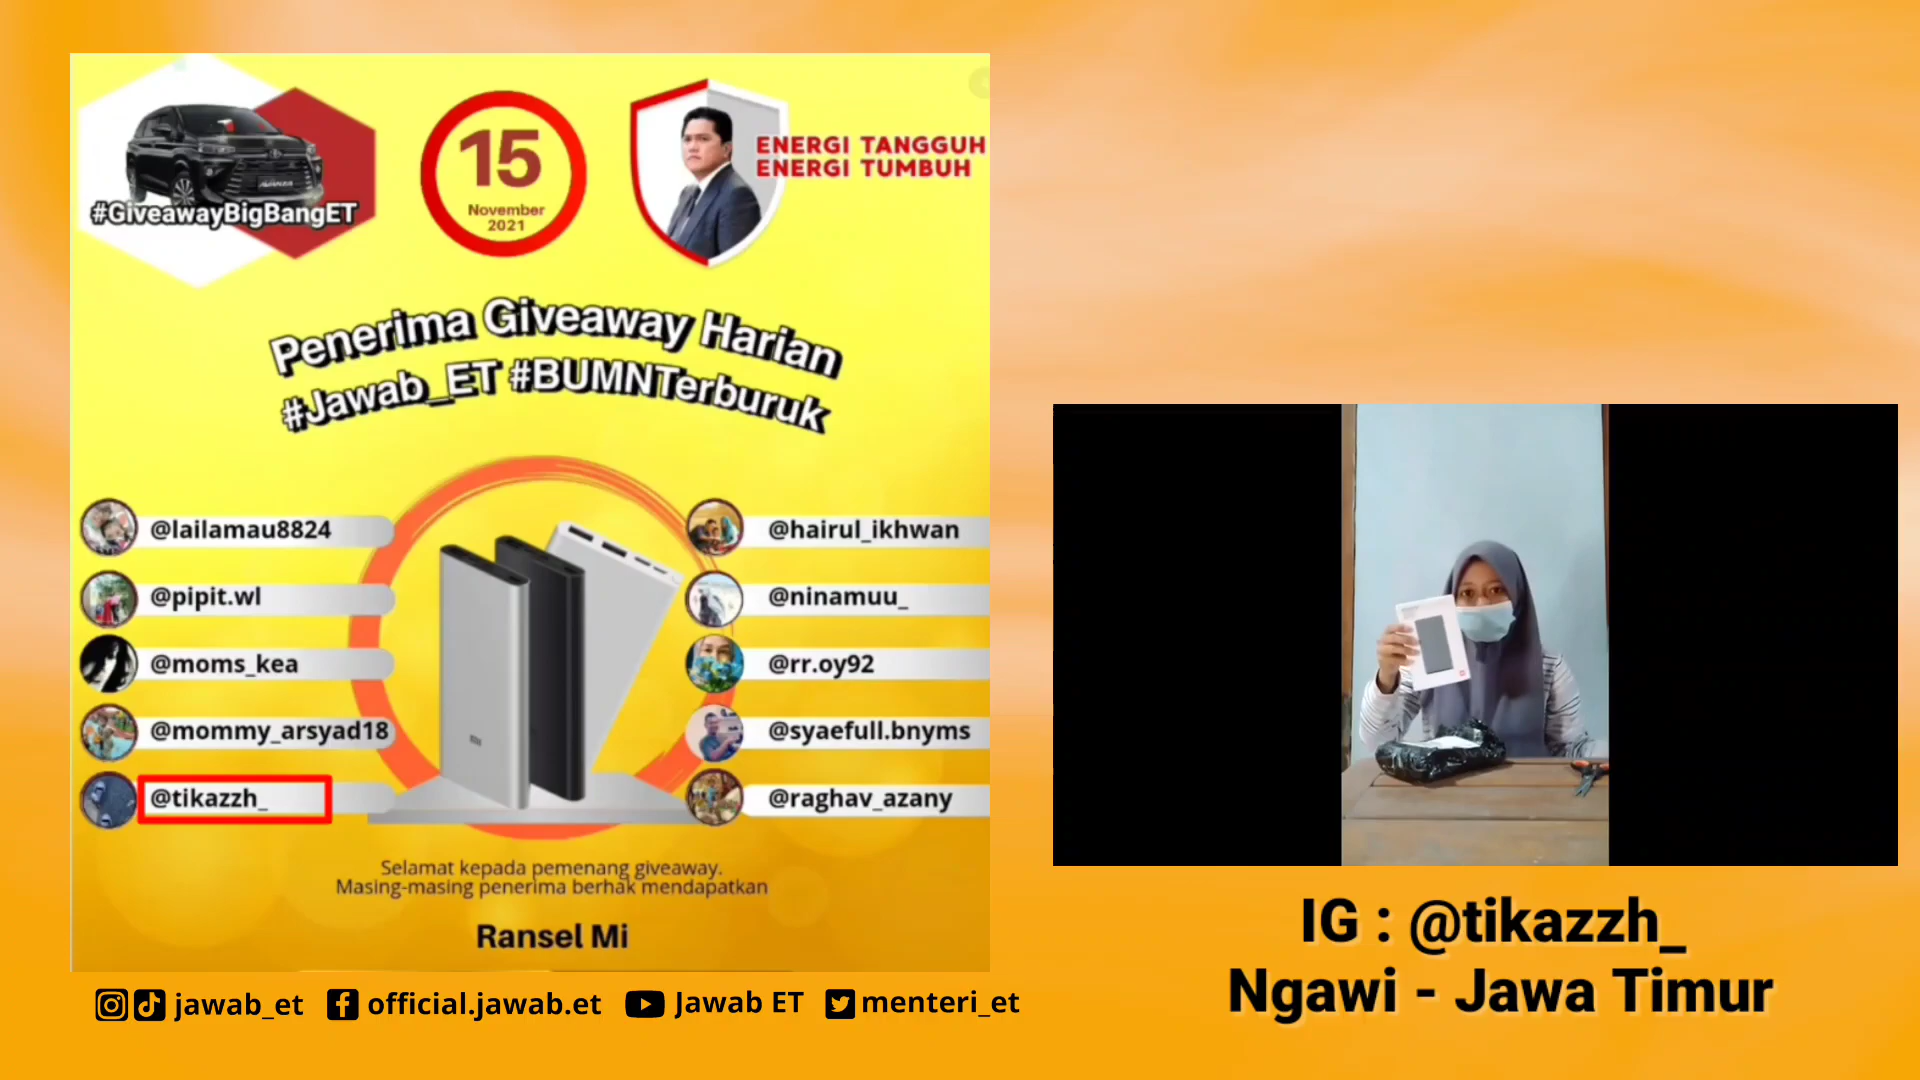 #GiveawayBigBangET
15
November
2021
ENERGI TANGGUH
ENERGI TUMBUH
Penerima Giveaway Harian
#Jawab_ET #BUMNTerburuk
@lailamau8824
@pipit.wl
@moms_kea
@mommy_arsyad18
@tikazzh_
@hairul_ikhwan
@ninamuu_
@rr.oy92
@syaefull.bnyms
@raghav_azany
Selamat kepada pemenang giveaway.
Masing-masing penerima berhak mendapatkan
Ransel Mi
jawab_et official.jawab.et Jawab ET menteri_et
IG : @tikazzh_
Ngawi - Jawa Timur